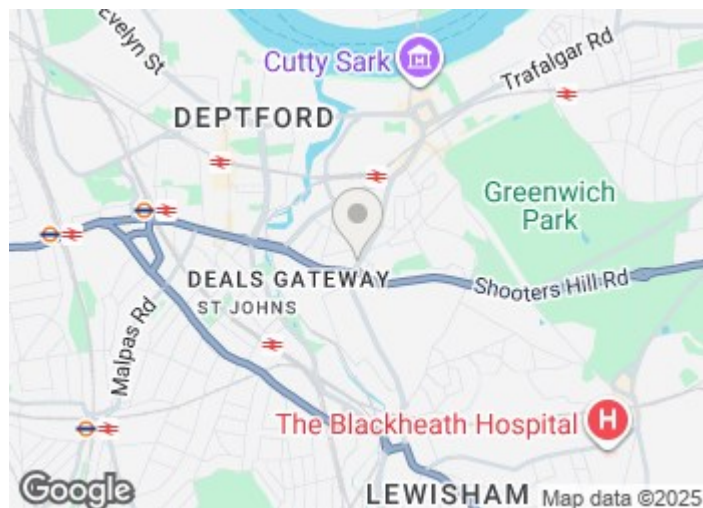 Evelyn St
Cutty Sark
Trafalgar Rd
DEPTFORD
Greenwich
Park
DEALS GATEWAY
Shooters Hill Rd
ST JOHNS
Malpas Rd
The Blackheath Hospital
H
Google
LEWISHAM
Map data ©2025